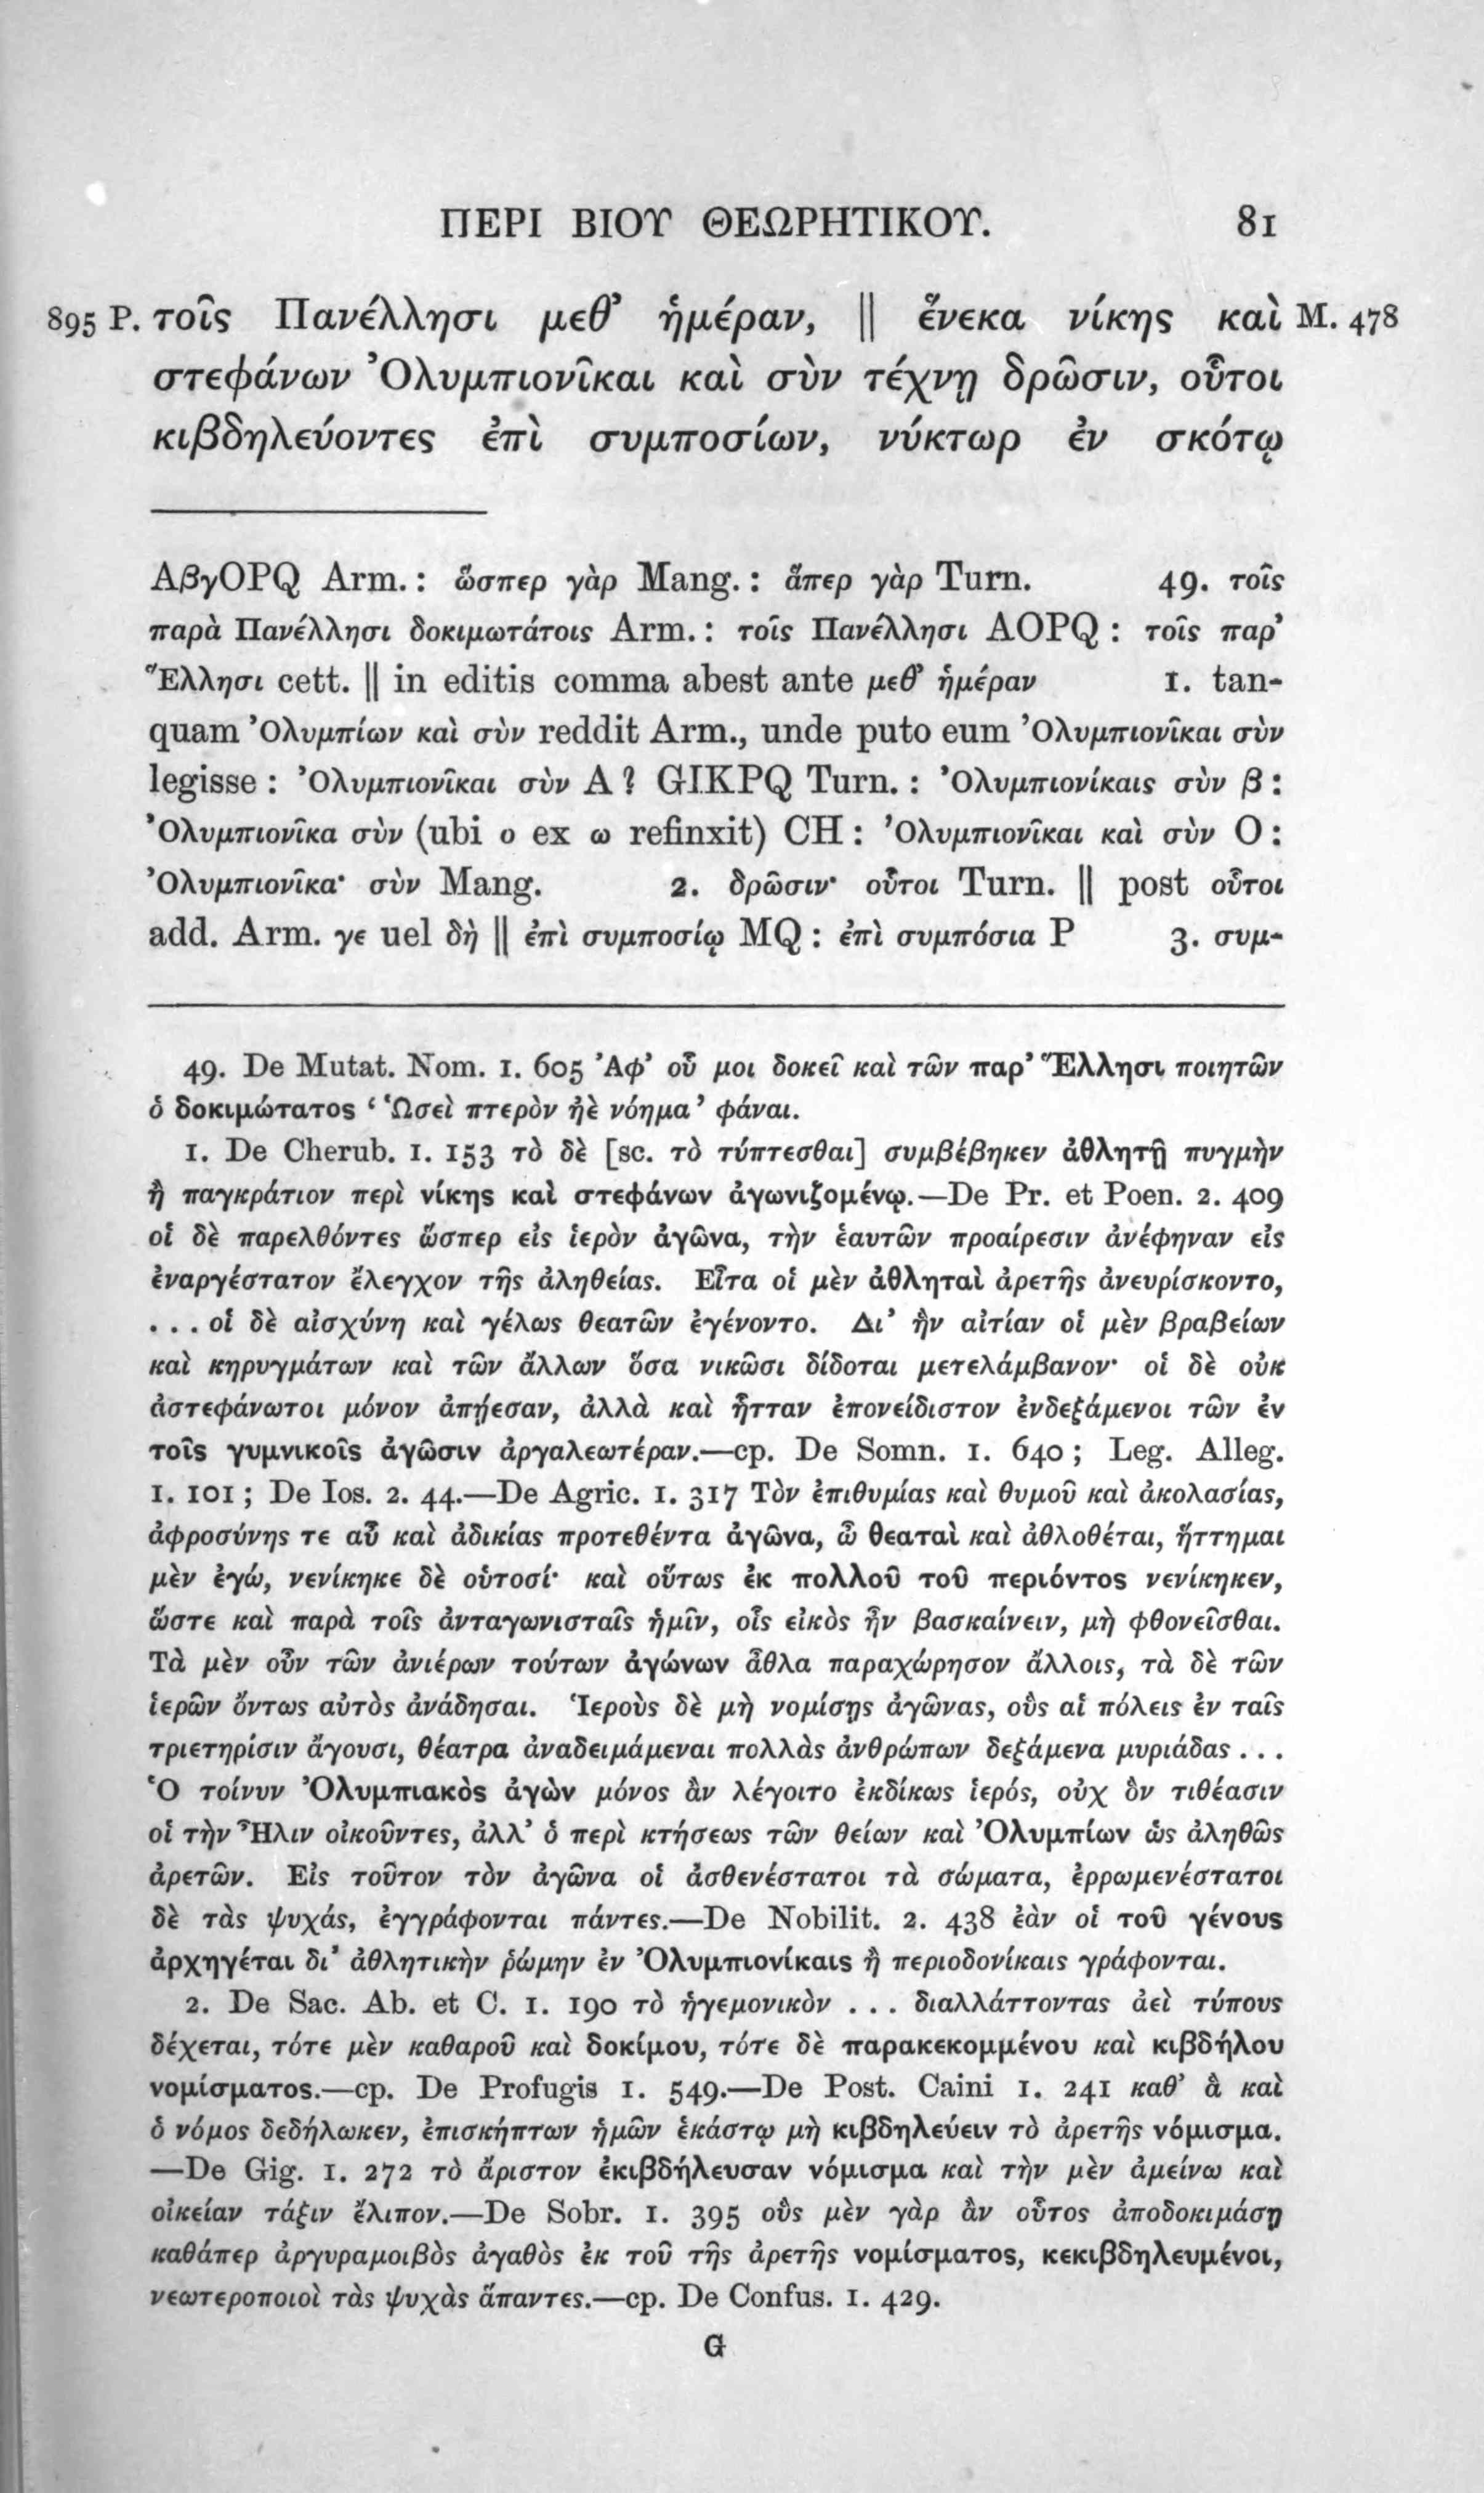 ΠΕΡΙ ΒΙΟΥ ΘΕΩΡΗΤΙΚΟΥ. 81
895 P. τοῖς Πανέλλησι μεθ’ ἡμέραν, || ἕνεκα νίκης καὶ M. 478
στεφάνων Ὀλυμπιονῖκαι καὶ σὺν τέχνῃ δρῶσιν, οὗτοι
κιβδηλεύοντες ἐπὶ συμποσίων, νύκτωρ ἐν σκότῳ
ΑβγOPQ Arm. : ὥσπερ γὰρ Mang. : ἅπερ γὰρ Turn. 49. τοῖς
παρὰ Πανέλλησι δοκιμωτάτοις Arm. : τοῖς Πανέλλησι AOPQ : τοῖς παρ’
Ἕλλησι cett. || in editis comma abest ante μεθ’ ἡμέραν 1. tan-
quam Ὀλυμπίων καὶ σὺν reddit Arm., unde puto eum Ὀλυμπιονῖκαι σὺν
legisse : Ὀλυμπιονῖκαι σὺν A ? GIKPQ Turn. : Ὀλυμπιονίκαις σὺν β :
Ὀλυμπιονῖκα σὺν (ubi ο ex ω refinxit) CH : Ὀλυμπιονῖκαι καὶ σὺν O :
Ὀλυμπιονῖκα· σὺν Mang. 2. δρῶσιν· οὗτοι Turn. || post οὗτοι
add. Arm. γε uel δὴ || ἐπὶ συμποσίῳ MQ : ἐπὶ συμπόσια P 3. συμ-
49. De Mutat. Nom. 1. 605 Ἀφ’ οὗ μοι δοκεῖ καὶ τῶν παρ’ Ἕλλησι ποιητῶν
ὁ δοκιμώτατος ‘Ὡσεὶ πτερὸν ἠὲ νόημα’ φάναι.
1. De Cherub. 1. 153 τὸ δὲ [sc. τὸ τύπτεσθαι] συμβέβηκεν ἀθλητῇ πυγμὴν
ἢ παγκράτιον περὶ νίκης καὶ στεφάνων ἀγωνιζομένῳ.—De Pr. et Poen. 2. 409
οἱ δὲ παρελθόντες ὥσπερ εἰς ἱερὸν ἀγῶνα, τὴν ἑαυτῶν προαίρεσιν ἀνέφηναν εἰς
ἐναργέστατον ἔλεγχον τῆς ἀληθείας. Εἶτα οἱ μὲν ἀθληταὶ ἀρετῆς ἀνευρίσκοντο,
. . . οἱ δὲ αἰσχύνη καὶ γέλως θεατῶν ἐγένοντο. Δι’ ἣν αἰτίαν οἱ μὲν βραβείων
καὶ κηρυγμάτων καὶ τῶν ἄλλων ὅσα νικῶσι δίδοται μετελάμβανον· οἱ δὲ οὐκ
ἀστεφάνωτοι μόνον ἀπῄεσαν, ἀλλὰ καὶ ἧτταν ἐπονείδιστον ἐνδεξάμενοι τῶν ἐν
τοῖς γυμνικοῖς ἀγῶσιν ἀργαλεωτέραν.—cp. De Somn. 1. 640 ; Leg. Alleg.
1. 101 ; De Ios. 2. 44.—De Agric. 1. 317 Τὸν ἐπιθυμίας καὶ θυμοῦ καὶ ἀκολασίας,
ἀφροσύνης τε αὖ καὶ ἀδικίας προτεθέντα ἀγῶνα, ὦ θεαταὶ καὶ ἀθλοθέται, ἥττημαι
μὲν ἐγώ, νενίκηκε δὲ οὑτοσί· καὶ οὕτως ἐκ πολλοῦ τοῦ περιόντος νενίκηκεν,
ὥστε καὶ παρὰ τοῖς ἀνταγωνισταῖς ἡμῖν, οἷς εἰκὸς ἦν βασκαίνειν, μὴ φθονεῖσθαι.
Τὰ μὲν οὖν τῶν ἀνιέρων τούτων ἀγώνων ἆθλα παραχώρησον ἄλλοις, τὰ δὲ τῶν
ἱερῶν ὄντως αὐτὸς ἀνάδησαι. Ἱεροὺς δὲ μὴ νομίσῃς ἀγῶνας, οὓς αἱ πόλεις ἐν ταῖς
τριετηρίσιν ἄγουσι, θέατρα ἀναδειμάμεναι πολλὰς ἀνθρώπων δεξάμενα μυριάδας . . .
Ὁ τοίνυν Ὀλυμπιακὸς ἀγὼν μόνος ἂν λέγοιτο ἐκδίκως ἱερός, οὐχ ὃν τιθέασιν
οἱ τὴν Ἦλιν οἰκοῦντες, ἀλλ’ ὁ περὶ κτήσεως τῶν θείων καὶ Ὀλυμπίων ὡς ἀληθῶς
ἀρετῶν. Εἰς τοῦτον τὸν ἀγῶνα οἱ ἀσθενέστατοι τὰ σώματα, ἐρρωμενέστατοι
δὲ τὰς ψυχάς, ἐγγράφονται πάντες.—De Nobilit. 2. 438 ἐὰν οἱ τοῦ γένους
ἀρχηγέται δι’ ἀθλητικὴν ῥώμην ἐν Ὀλυμπιονίκαις ἢ περιοδονίκαις γράφονται.
2. De Sac. Ab. et C. 1. 190 τὸ ἡγεμονικὸν . . . διαλλάττοντας ἀεὶ τύπους
δέχεται, τότε μὲν καθαροῦ καὶ δοκίμου, τότε δὲ παρακεκομμένου καὶ κιβδήλου
νομίσματος.—cp. De Profugis 1. 549.—De Post. Caini 1. 241 καθ’ ἃ καὶ
ὁ νόμος δεδήλωκεν, ἐπισκήπτων ἡμῶν ἑκάστῳ μὴ κιβδηλεύειν τὸ ἀρετῆς νόμισμα.
—De Gig. 1. 272 τὸ ἄριστον ἐκιβδήλευσαν νόμισμα καὶ τὴν μὲν ἀμείνω καὶ
οἰκείαν τάξιν ἔλιπον.—De Sobr. 1. 395 οὓς μὲν γὰρ ἂν οὗτος ἀποδοκιμάσῃ
καθάπερ ἀργυραμοιβὸς ἀγαθὸς ἐκ τοῦ τῆς ἀρετῆς νομίσματος, κεκιβδηλευμένοι,
νεωτεροποιοὶ τὰς ψυχὰς ἅπαντες.—cp. De Confus. 1. 429.
G